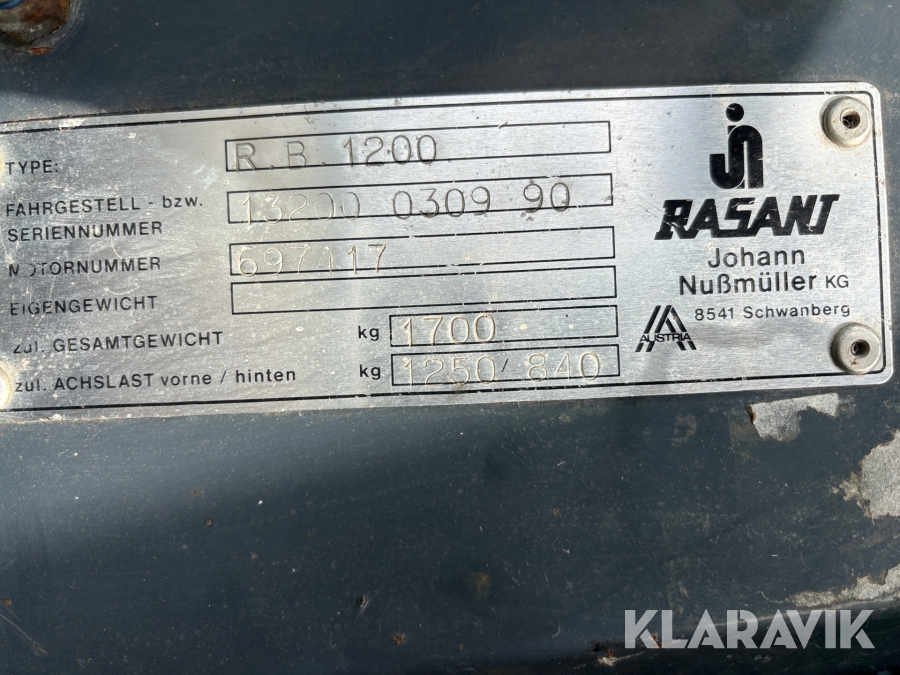 TYPE: R.B.1200
FAHRGESTELL - bzw.
SERIENNUMMER 13200 0309 90
MOTORNUMMER 697417
EIGENGEWICHT
zul. GESAMTGEWICHT kg 1700
zul. ACHSLAST vorne / hinten kg 1250/840
RASANT
Johann
Nußmüller KG
8541 Schwanberg
AUSTRIA
KLARAVIK